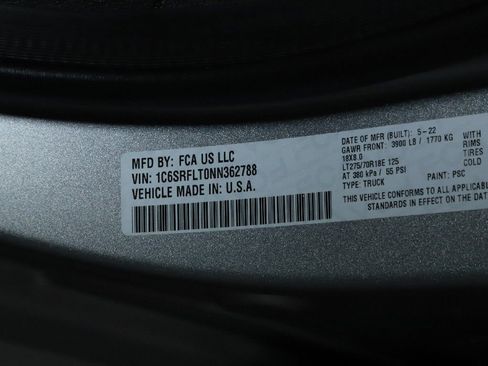 MFD BY: FCA US LLC
VIN: 1C6SRFLT0NN362788
VEHICLE MADE IN U.S.A.
DATE OF MFR (BUILT): 5-22
GAWR FRONT: 3900 LB / 1770 KG WITH
18X8.0 RIMS
LT275/70R18E 125 TIRES
AT 380 kPa / 55 PSI COLD
TYPE: TRUCK PAINT: PSC
THIS VEHICLE CONFORMS TO ALL APPLICABL
STANDARDS IN EFFECT ON THE DAT